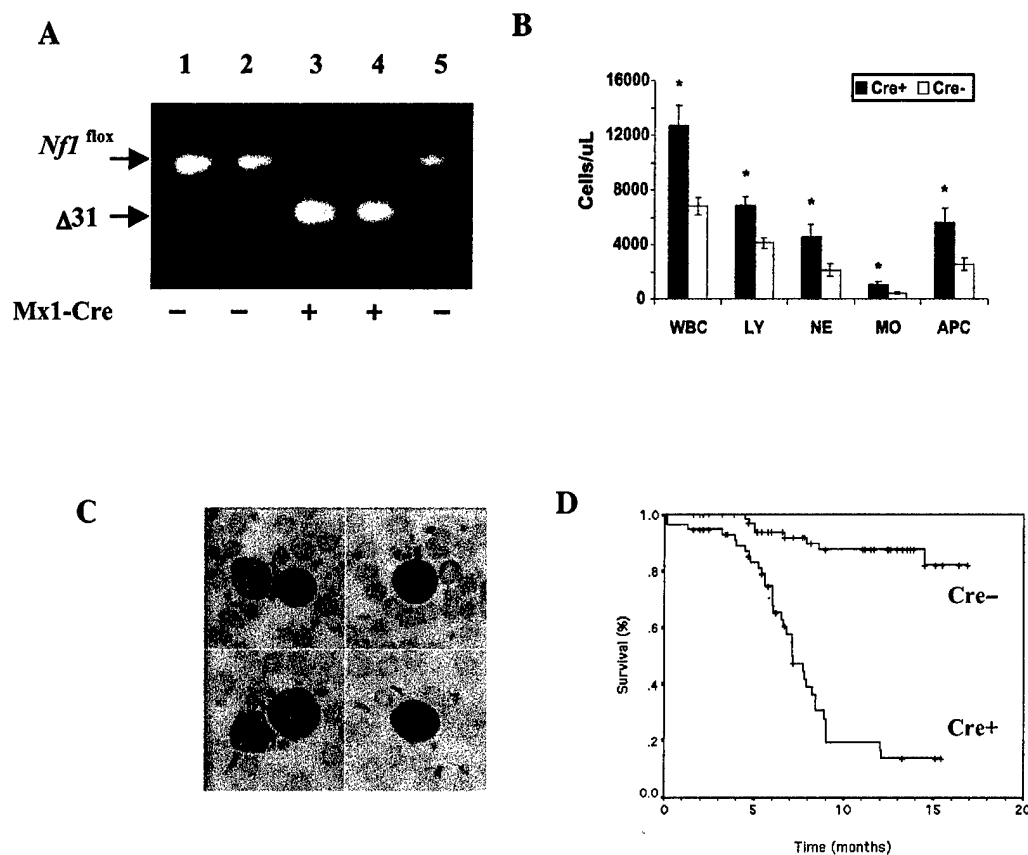 A
1 2 3 4 5
Nf1 flox
Δ31
Mx1-Cre − − + + −
B
16000
12000
8000
4000
0
Cells/uL
Cre+ Cre-
* * * * *
WBC LY NE MO APC
C
D
1.0
.8
.6
.4
.2
0.0
Survival (%)
Cre−
Cre+
0 5 10 15 20
Time (months)